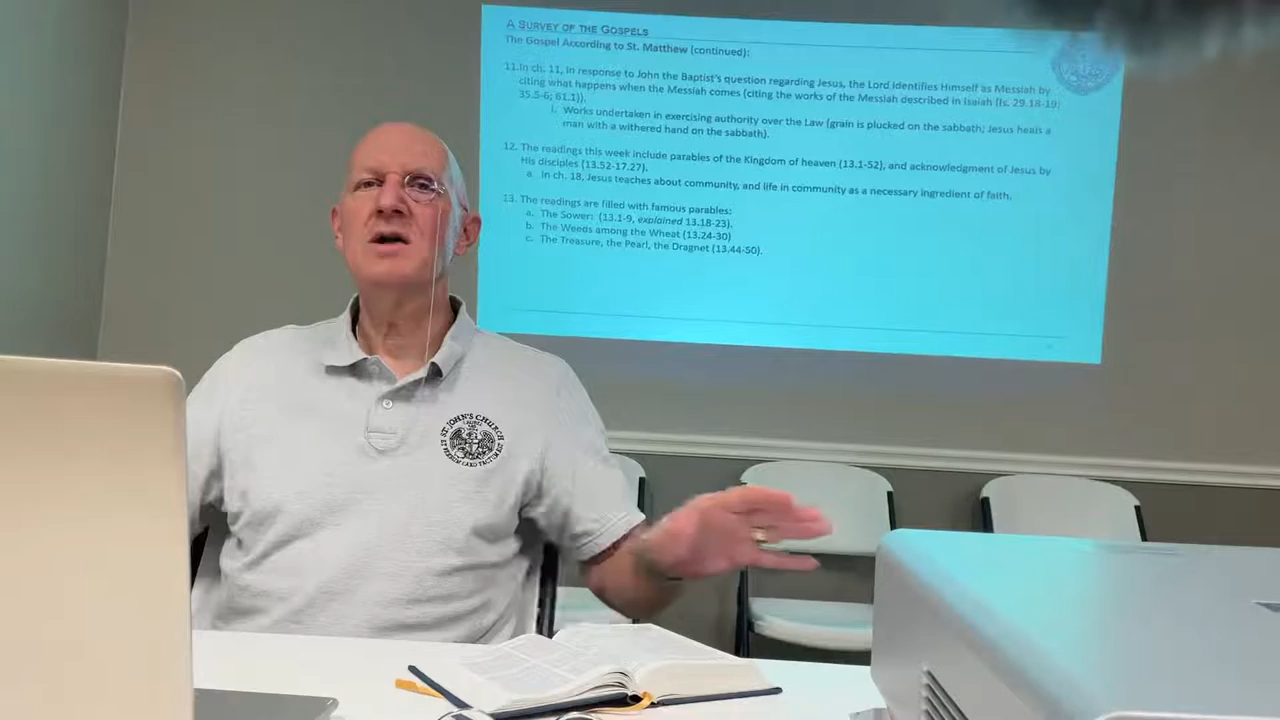 A SURVEY OF THE GOSPELS
The Gospel According to St. Matthew (continued):
11.In ch. 11, in response to John the Baptist's question regarding Jesus, the Lord identifies Himself as Messiah by
citing what happens when the Messiah comes (citing the works of the Messiah described in Isaiah (Is. 29.18-19;
35.5-6; 61.1)).
i. Works undertaken in exercising authority over the Law (grain is plucked on the sabbath; Jesus heals a
man with a withered hand on the sabbath).
12. The readings this week include parables of the Kingdom of heaven (13.1-52), and acknowledgment of Jesus by
His disciples (13.52-17.27).
a In ch. 18, Jesus teaches about community, and life in community as a necessary ingredient of faith.
13. The readings are filled with famous parables:
a. The Sower: (13.1-9, explained 13.18-23).
b. The Weeds among the Wheat (13.24-30)
c. The Treasure, the Pearl, the Dragnet (13.44-50).
ST. JOHN'S CHURCH
LAUREL
ET VERBUM CARO FACTUM EST